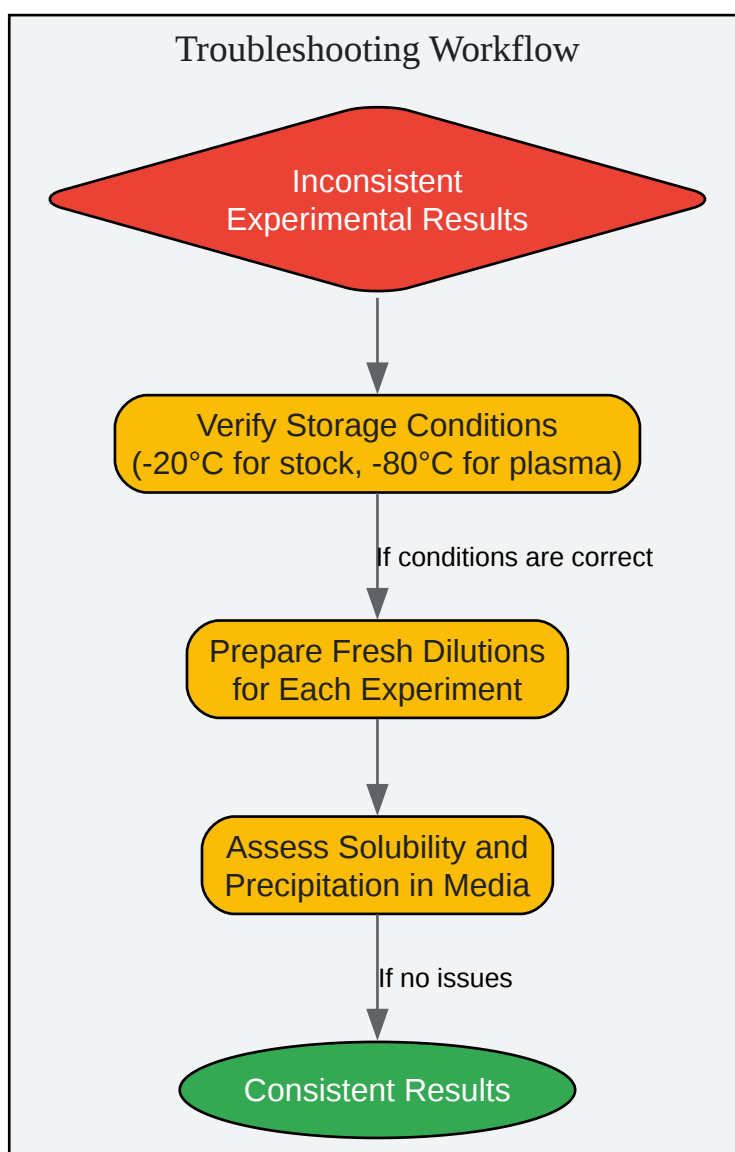 Troubleshooting Workflow
Inconsistent
Experimental Results
Verify Storage Conditions
(-20°C for stock, -80°C for plasma)
If conditions are correct
Prepare Fresh Dilutions
for Each Experiment
Assess Solubility and
Precipitation in Media
If no issues
Consistent Results